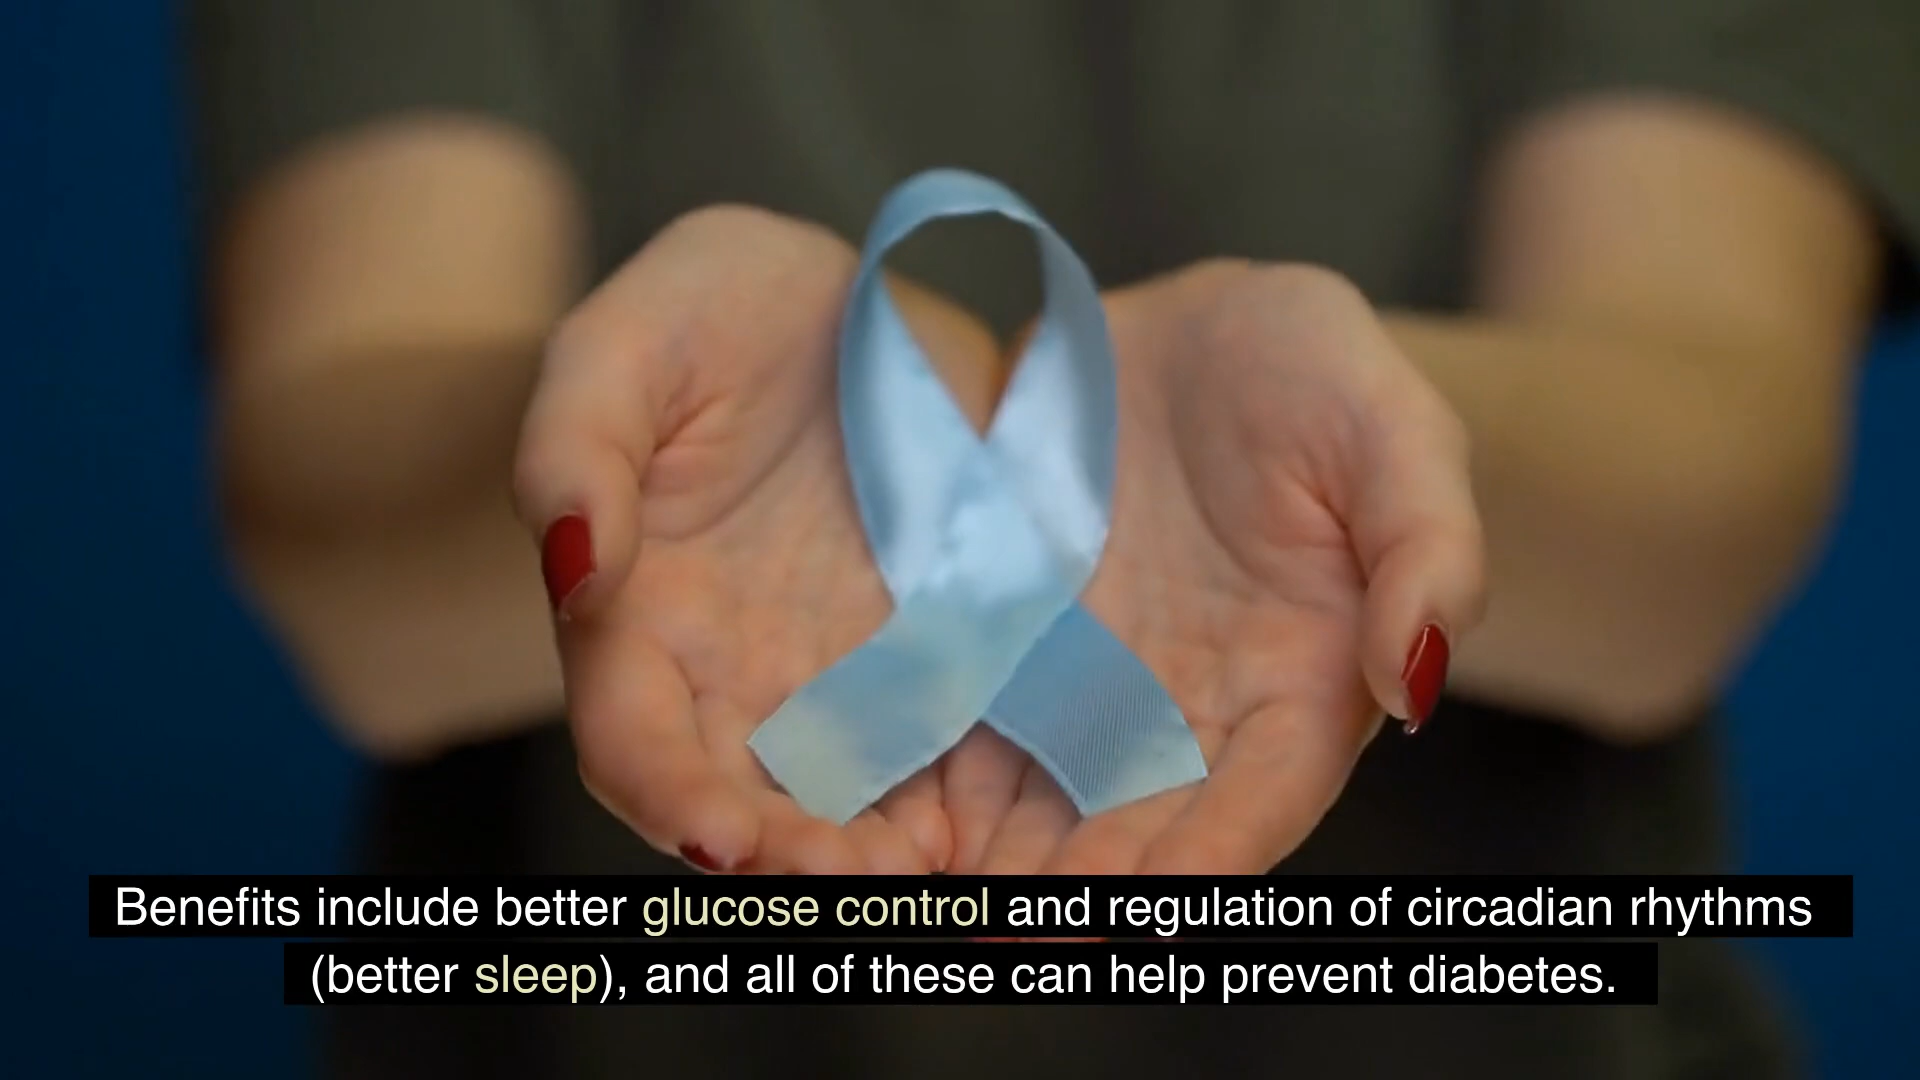 Benefits include better glucose control and regulation of circadian rhythms
(better sleep), and all of these can help prevent diabetes.